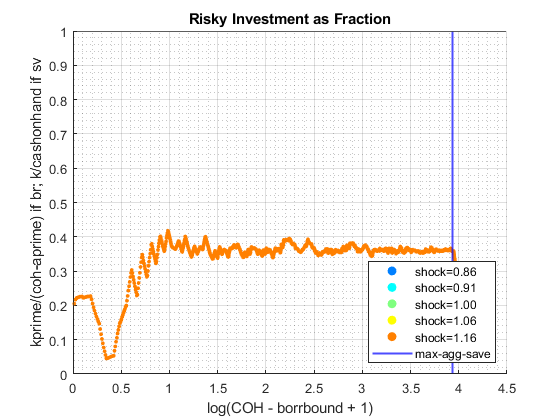 Risky Investment as Fraction
kprime/(coh-aprime) if br; k/cashonhand if sv
1
0.9
0.8
0.7
0.6
0.5
0.4
0.3
0.2
0.1
0
shock=0.86
shock=0.91
shock=1.00
shock=1.06
shock=1.16
max-agg-save
0 0.5 1 1.5 2 2.5 3 3.5 4 4.5
log(COH - borrbound + 1)